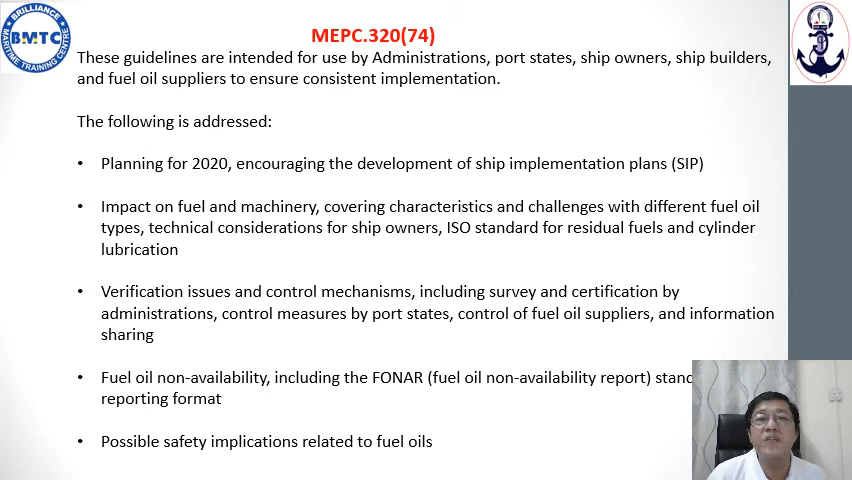 BRILLIANCE
BMTC
MARITIME TRAINING CENTRE
MEPC.320(74)
These guidelines are intended for use by Administrations, port states, ship owners, ship builders,
and fuel oil suppliers to ensure consistent implementation.
The following is addressed:
• Planning for 2020, encouraging the development of ship implementation plans (SIP)
• Impact on fuel and machinery, covering characteristics and challenges with different fuel oil
types, technical considerations for ship owners, ISO standard for residual fuels and cylinder
lubrication
• Verification issues and control mechanisms, including survey and certification by
administrations, control measures by port states, control of fuel oil suppliers, and information
sharing
• Fuel oil non-availability, including the FONAR (fuel oil non-availability report)
reporting format
• Possible safety implications related to fuel oils